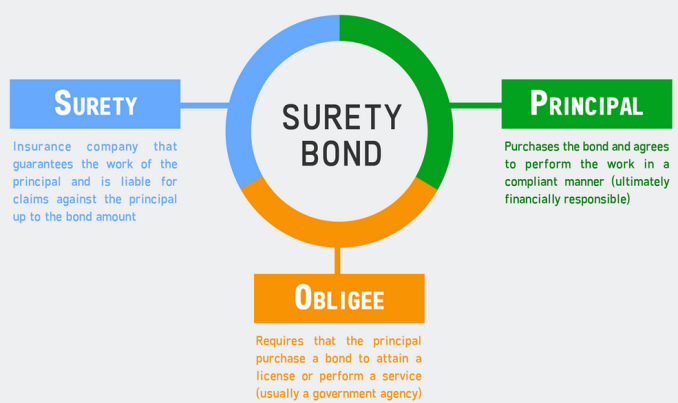 SURETY
BOND
SURETY
Insurance company that
guarantees the work of the
principal and is liable for
claims against the principal
up to the bond amount
PRINCIPAL
Purchases the bond and agrees
to perform the work in a
compliant manner (ultimately
financially responsible)
OBLIGEE
Requires that the principal
purchase a bond to attain a
license or perform a service
(usually a government agency)